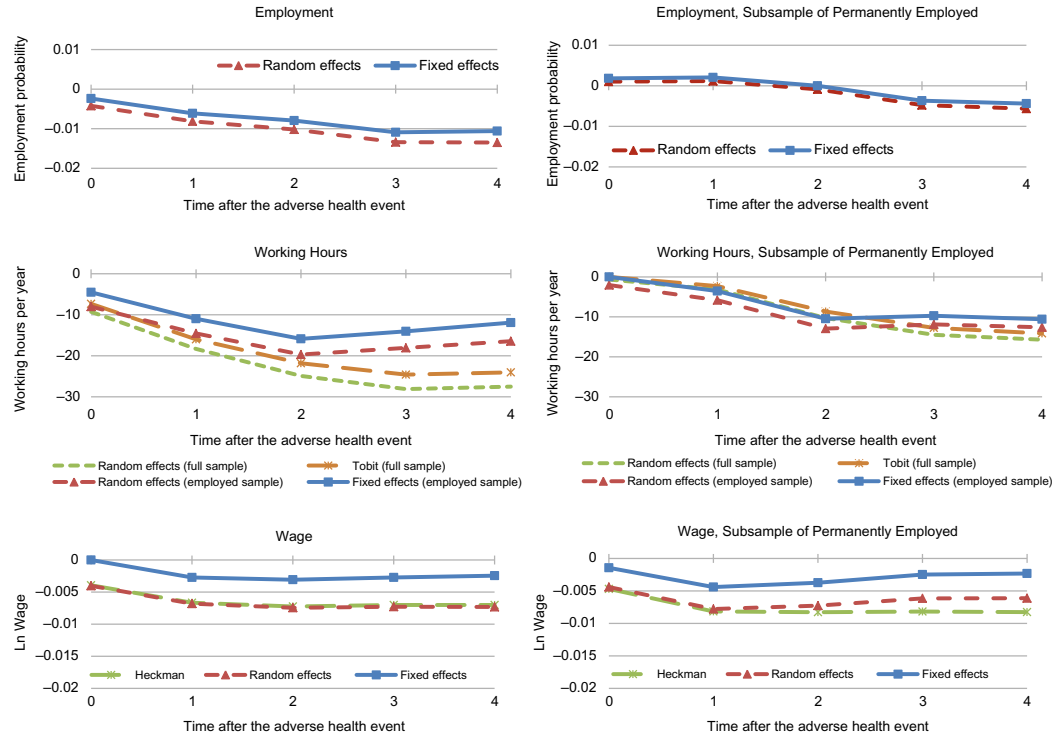 Employment
Employment probability
0.01
0
–0.01
–0.02
Random effects
Fixed effects
0 1 2 3 4
Time after the adverse health event
Employment, Subsample of Permanently Employed
Employment probability
0.01
0
–0.01
–0.02
Random effects
Fixed effects
0 1 2 3 4
Time after the adverse health event
Working Hours
Working hours per year
0
–10
–20
–30
0 1 2 3 4
Time after the adverse health event
Random effects (full sample)
Tobit (full sample)
Random effects (employed sample)
Fixed effects (employed sample)
Working Hours, Subsample of Permanently Employed
Working hours per year
0
–10
–20
–30
0 1 2 3 4
Time after the adverse health event
Random effects (full sample)
Tobit (full sample)
Random effects (employed sample)
Fixed effects (employed sample)
Wage
Ln Wage
0
–0.005
–0.01
–0.015
–0.02
Heckman
Random effects
Fixed effects
0 1 2 3 4
Time after the adverse health event
Wage, Subsample of Permanently Employed
Ln Wage
0
–0.005
–0.01
–0.015
–0.02
Heckman
Random effects
Fixed effects
0 1 2 3 4
Time after the adverse health event